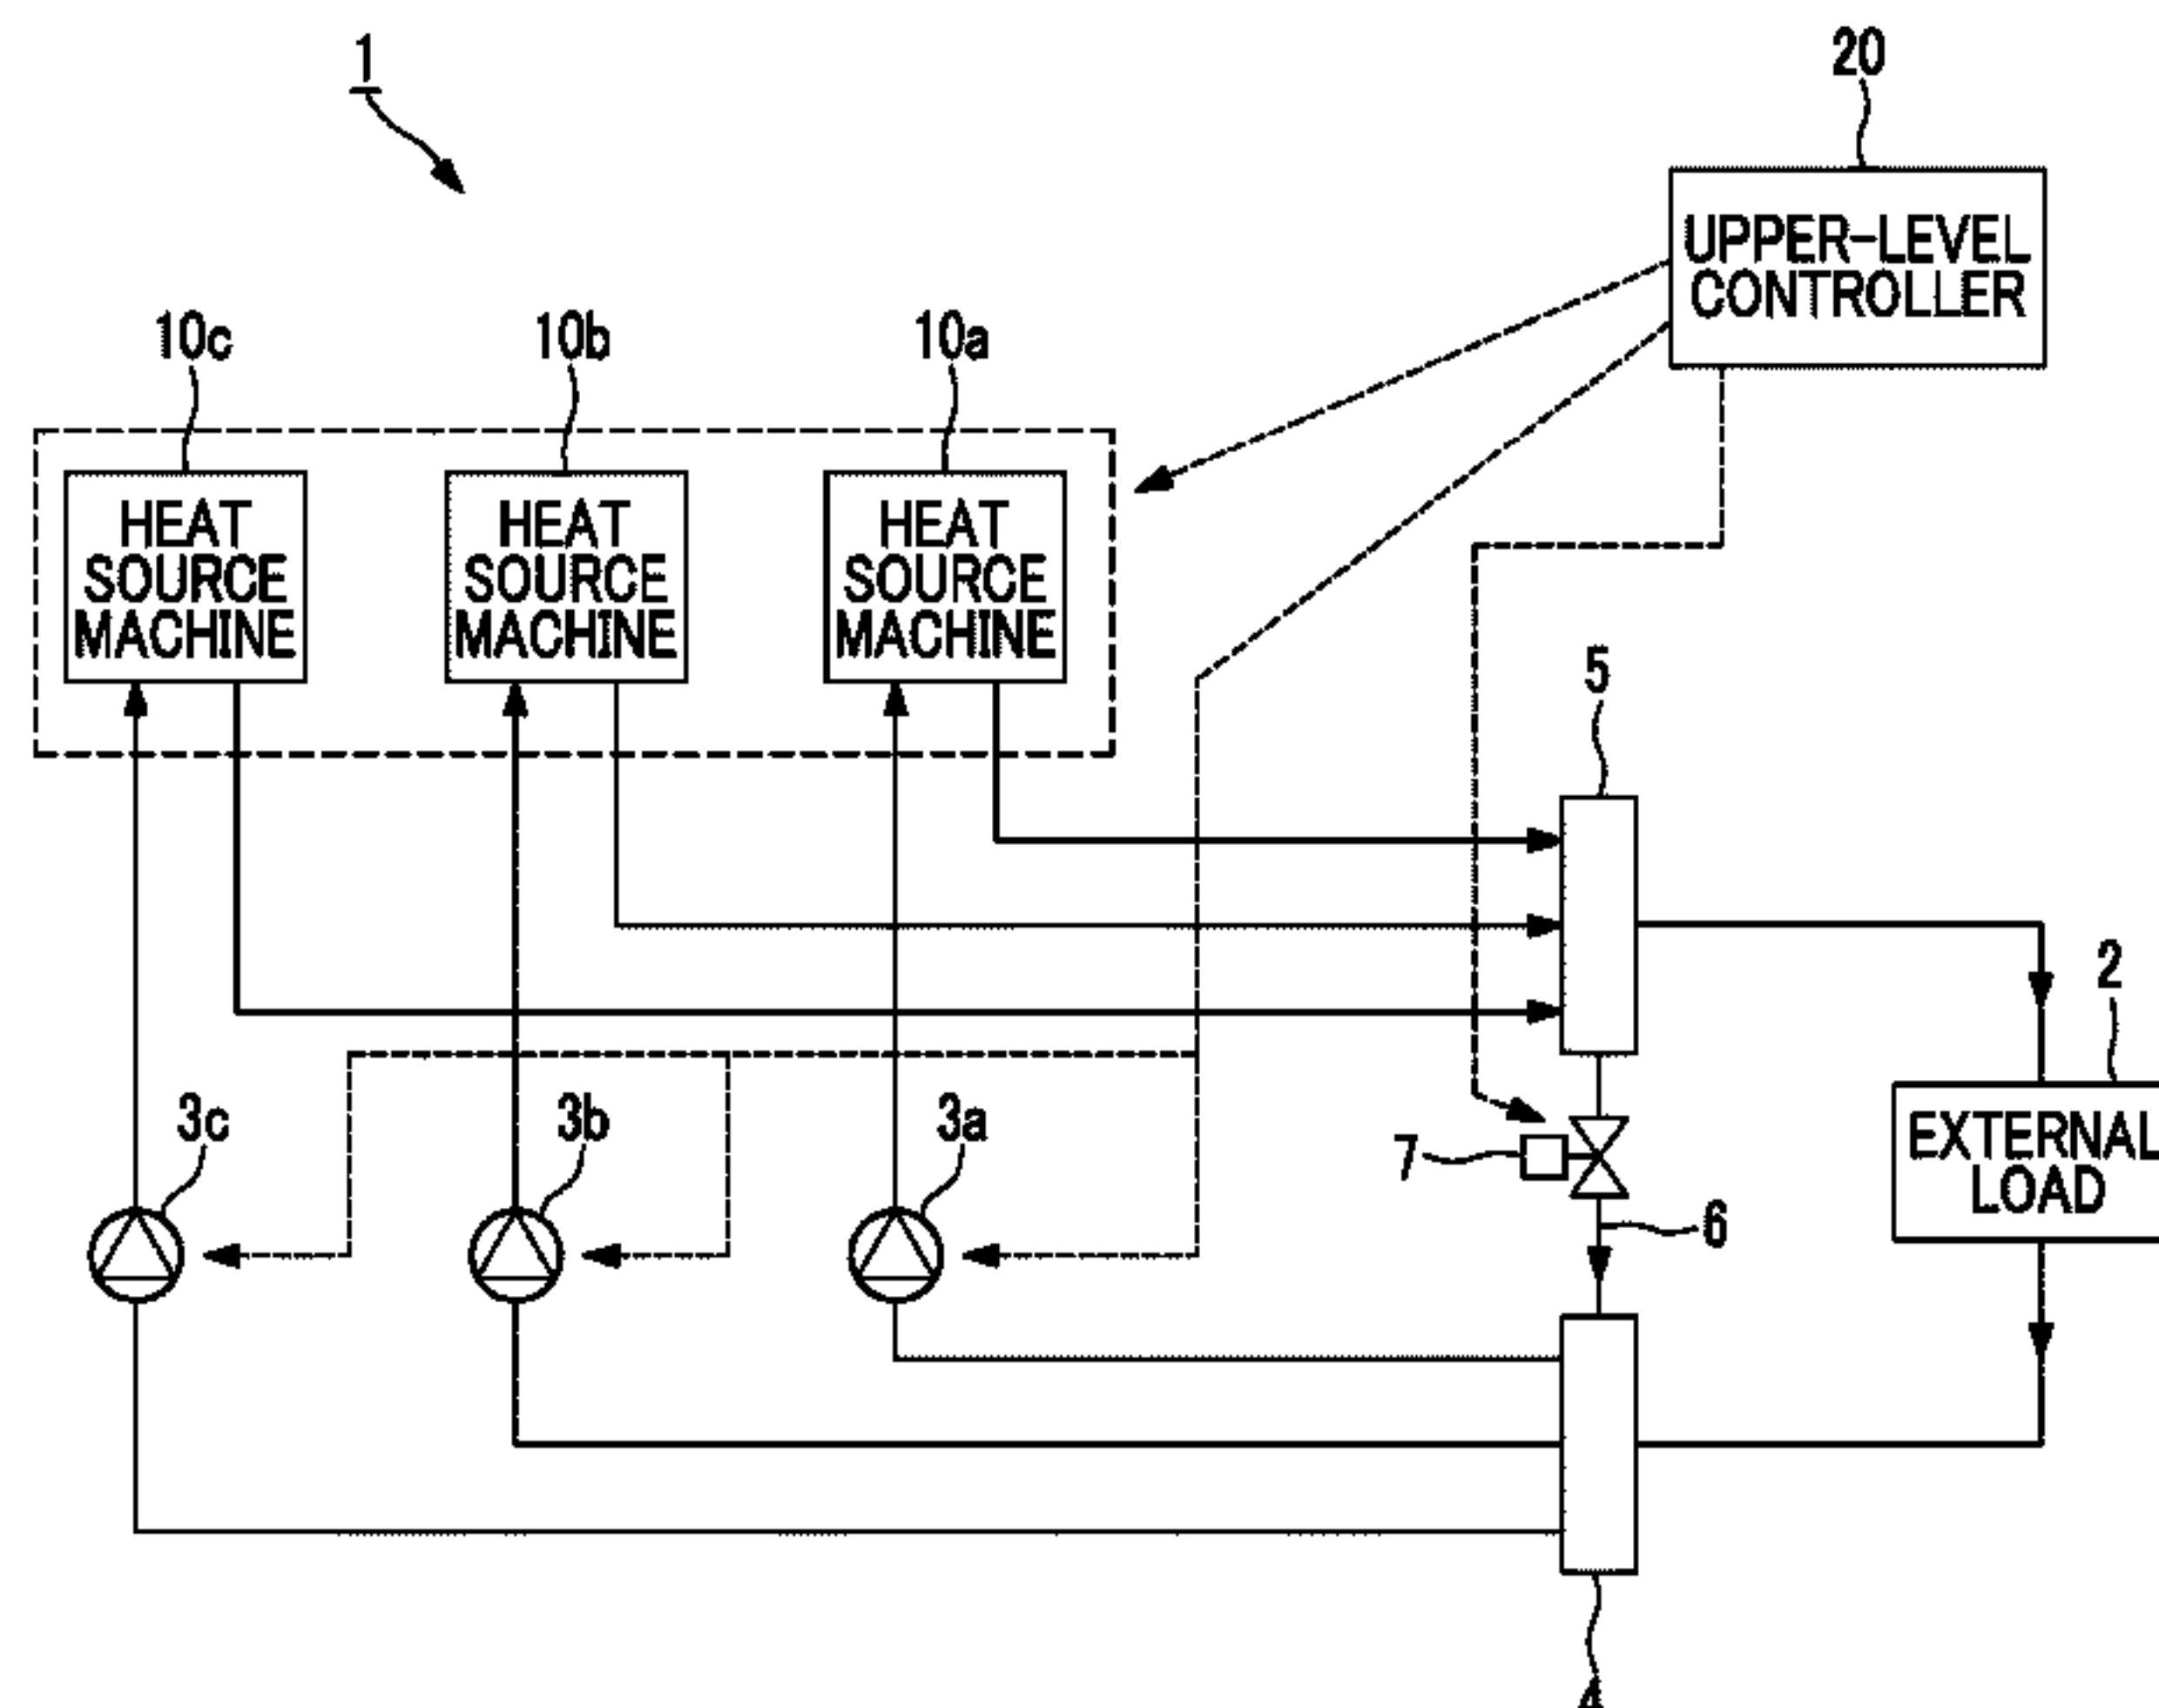 1
20
UPPER-LEVEL
CONTROLLER
10c
10b
10a
HEAT
SOURCE
MACHINE
HEAT
SOURCE
MACHINE
HEAT
SOURCE
MACHINE
5
2
3c
3b
3a
7
EXTERNAL
LOAD
6